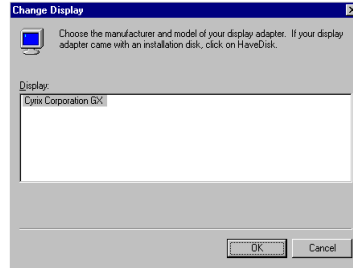 Change Display
Choose the manufacturer and model of your display adapter. If your display
adapter came with an installation disk, click on HaveDisk.
Display:
Cyrix Corporation GX
OK
Cancel